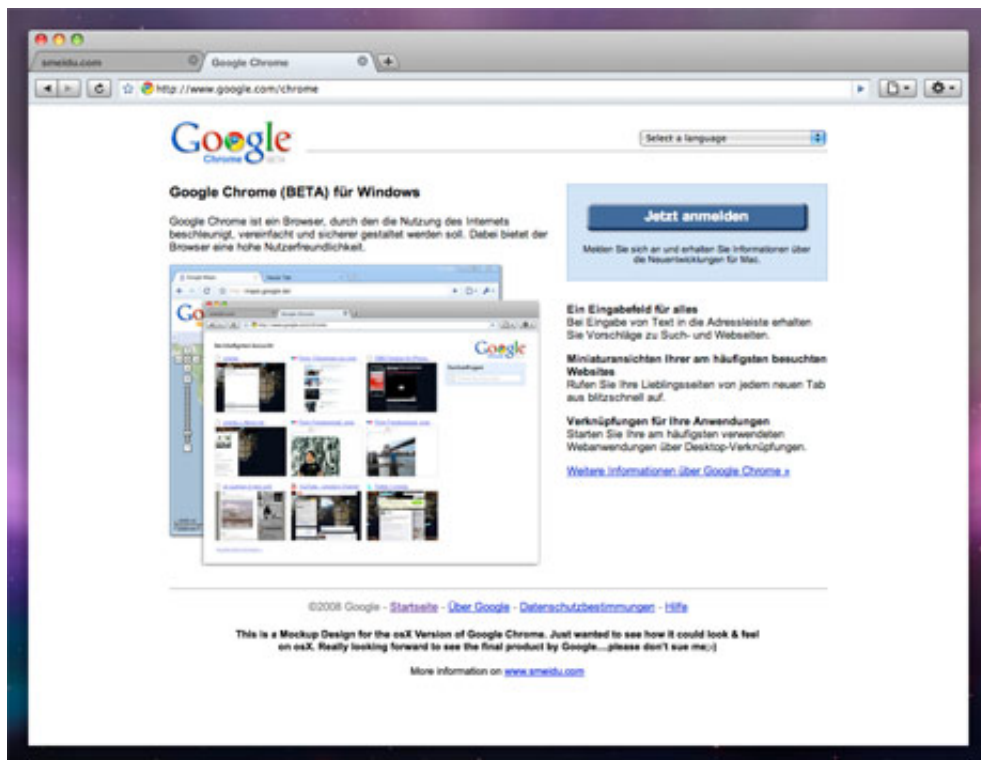 smeidu.com
Google Chrome
http://www.google.com/chrome
Google
Chrome BETA
Select a language
Google Chrome (BETA) für Windows
Google Chrome ist ein Browser, durch den die Nutzung des Internets
beschleunigt, vereinfacht und sicherer gestaltet werden soll. Dabei bietet der
Browser eine hohe Nutzerfreundlichkeit.
Jetzt anmelden
Melden Sie sich an und erhalten Sie Informationen über
die Neuentwicklungen für Mac.
Google Maps
Neuer Tab
Go
Google Chrome
Google
Ein Eingabefeld für alles
Bei Eingabe von Text in die Adressleiste erhalten
Sie Vorschläge zu Such- und Webseiten.
Miniaturansichten Ihrer am häufigsten besuchten
Websites
Rufen Sie Ihre Lieblingsseiten von jedem neuen Tab
aus blitzschnell auf.
Verknüpfungen für Ihre Anwendungen
Starten Sie Ihre am häufigsten verwendeten
Webanwendungen über Desktop-Verknüpfungen.
Weitere Informationen über Google Chrome »
©2008 Google - Startseite - Über Google - Datenschutzbestimmungen - Hilfe
This is a Mockup Design for the osX Version of Google Chrome. Just wanted to see how it could look & feel
on osX. Really looking forward to see the final product by Google....please don't sue me;-)
More information on www.smeidu.com